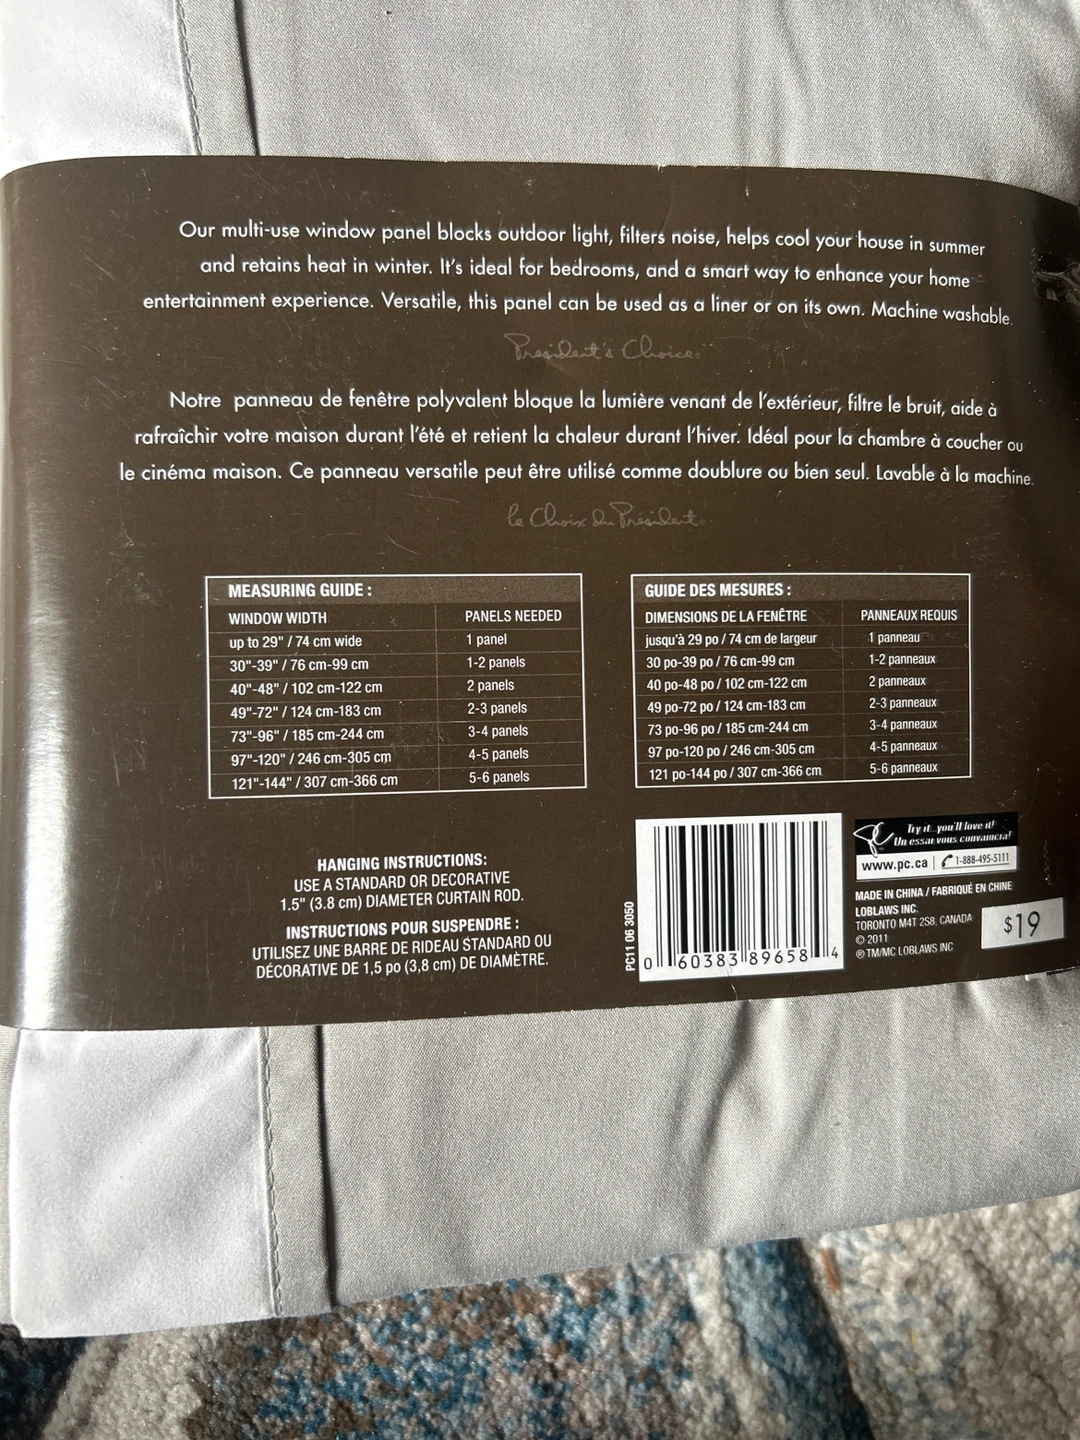 Our multi-use window panel blocks outdoor light, filters noise, helps cool your house in summer
and retains heat in winter. It's ideal for bedrooms, and a smart way to enhance your home
entertainment experience. Versatile, this panel can be used as a liner or on its own. Machine washable.
President's Choice
Notre panneau de fenêtre polyvalent bloque la lumière venant de l'extérieur, filtre le bruit, aide à
rafraîchir votre maison durant l'été et retient la chaleur durant l'hiver. Idéal pour la chambre à coucher ou
le cinéma maison. Ce panneau versatile peut être utilisé comme doublure ou bien seul. Lavable à la machine.
le Choix du Président
MEASURING GUIDE :
WINDOW WIDTH PANELS NEEDED
up to 29" / 74 cm wide 1 panel
30"-39" / 76 cm-99 cm 1-2 panels
40"-48" / 102 cm-122 cm 2 panels
49"-72" / 124 cm-183 cm 2-3 panels
73"-96" / 185 cm-244 cm 3-4 panels
97"-120" / 246 cm-305 cm 4-5 panels
121"-144" / 307 cm-366 cm 5-6 panels
GUIDE DES MESURES :
DIMENSIONS DE LA FENÊTRE PANNEAUX REQUIS
jusqu'à 29 po / 74 cm de largeur 1 panneau
30 po-39 po / 76 cm-99 cm 1-2 panneaux
40 po-48 po / 102 cm-122 cm 2 panneaux
49 po-72 po / 124 cm-183 cm 2-3 panneaux
73 po-96 po / 185 cm-244 cm 3-4 panneaux
97 po-120 po / 246 cm-305 cm 4-5 panneaux
121 po-144 po / 307 cm-366 cm 5-6 panneaux
HANGING INSTRUCTIONS:
USE A STANDARD OR DECORATIVE
1.5" (3.8 cm) DIAMETER CURTAIN ROD.
INSTRUCTIONS POUR SUSPENDRE :
UTILISEZ UNE BARRE DE RIDEAU STANDARD OU
DÉCORATIVE DE 1,5 po (3,8 cm) DE DIAMÈTRE.
PC11 06 3050
0 60383 89658 4
PC
Try it...you'll love it!
Un essai vous convaincra!
www.pc.ca | 1-888-495-5111
MADE IN CHINA / FABRIQUÉ EN CHINE
LOBLAWS INC.
TORONTO M4T 2S8, CANADA
© 2011
® TM/MC LOBLAWS INC
$19